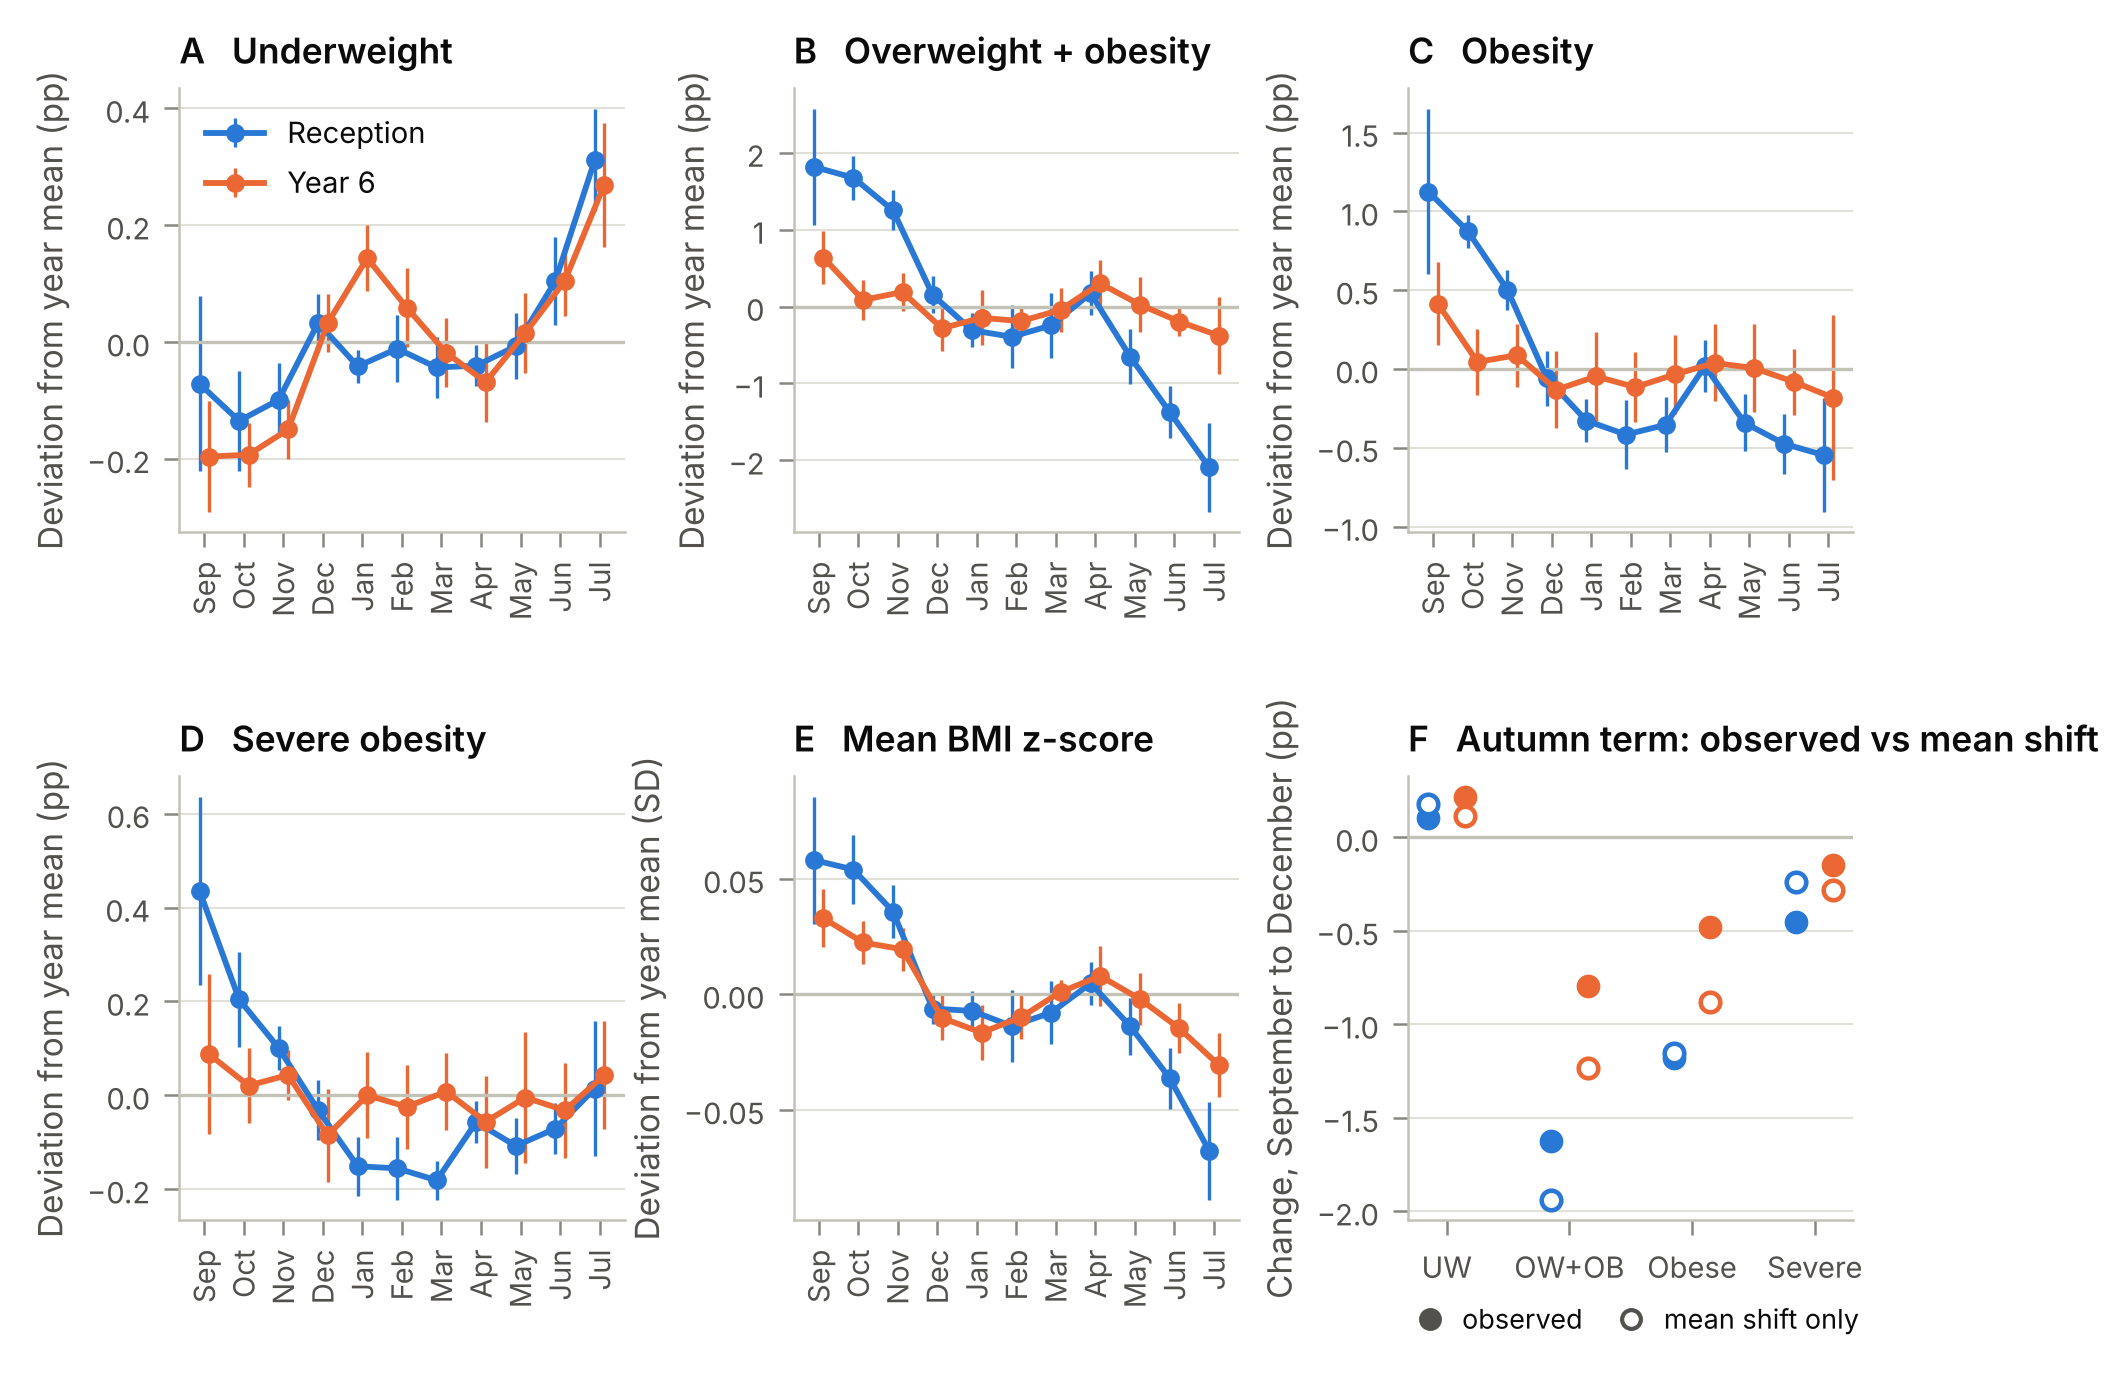 A Underweight
Deviation from year mean (pp)
0.4
0.2
0.0
−0.2
Reception
Year 6
Sep
Oct
Nov
Dec
Jan
Feb
Mar
Apr
May
Jun
Jul
B Overweight + obesity
Deviation from year mean (pp)
2
1
0
−1
−2
Sep
Oct
Nov
Dec
Jan
Feb
Mar
Apr
May
Jun
Jul
C Obesity
Deviation from year mean (pp)
1.5
1.0
0.5
0.0
−0.5
−1.0
Sep
Oct
Nov
Dec
Jan
Feb
Mar
Apr
May
Jun
Jul
D Severe obesity
Deviation from year mean (pp)
0.6
0.4
0.2
0.0
−0.2
Sep
Oct
Nov
Dec
Jan
Feb
Mar
Apr
May
Jun
Jul
E Mean BMI z-score
Deviation from year mean (SD)
0.05
0.00
−0.05
Sep
Oct
Nov
Dec
Jan
Feb
Mar
Apr
May
Jun
Jul
F Autumn term: observed vs mean shift
Change, September to December (pp)
0.0
−0.5
−1.0
−1.5
−2.0
UW
OW+OB
Obese
Severe
observed
mean shift only